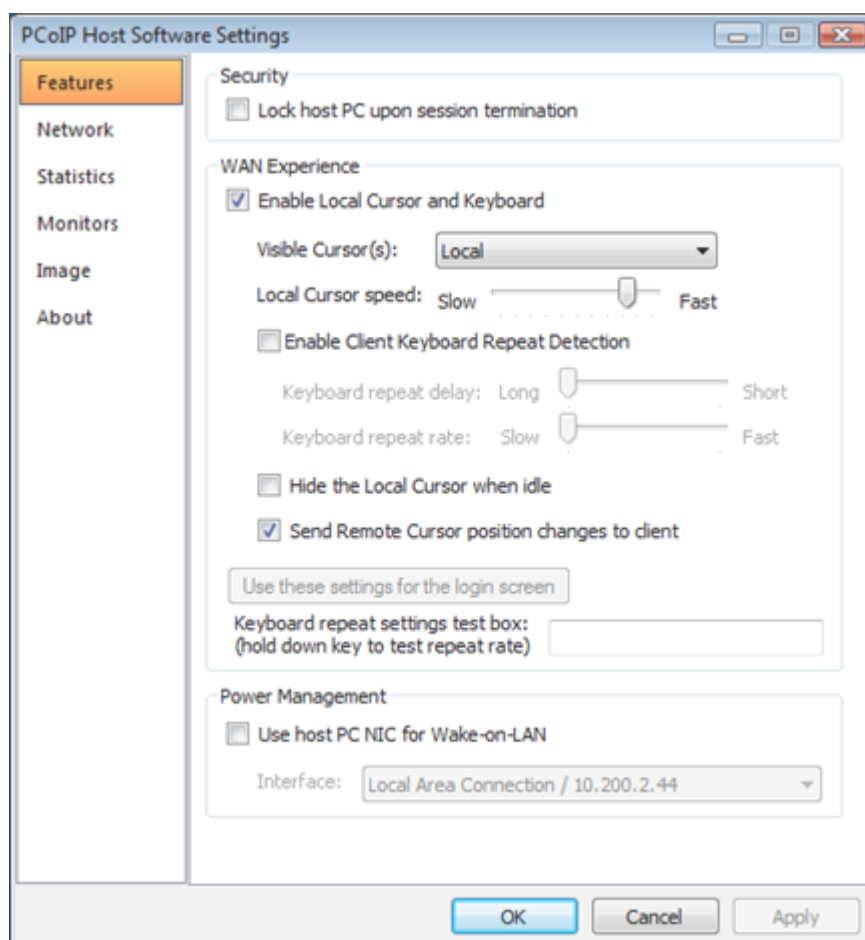 PCoIP Host Software Settings
Features
Network
Statistics
Monitors
Image
About
Security
Lock host PC upon session termination
WAN Experience
Enable Local Cursor and Keyboard
Visible Cursor(s): Local
Local Cursor speed: Slow Fast
Enable Client Keyboard Repeat Detection
Keyboard repeat delay: Long Short
Keyboard repeat rate: Slow Fast
Hide the Local Cursor when idle
Send Remote Cursor position changes to client
Use these settings for the login screen
Keyboard repeat settings test box:
(hold down key to test repeat rate)
Power Management
Use host PC NIC for Wake-on-LAN
Interface: Local Area Connection / 10.200.2.44
OK Cancel Apply